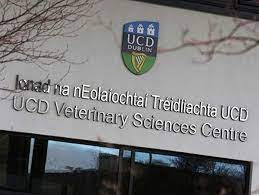 UCD
DUBLIN
Ionad na nEolaíochtaí Tréidliachta UCD
UCD Veterinary Sciences Centre